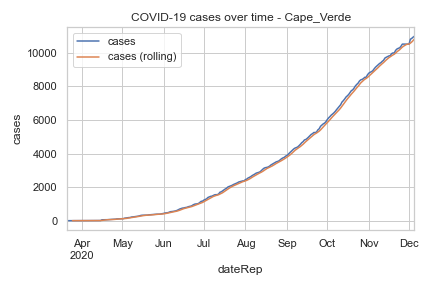 COVID-19 cases over time - Cape_Verde
cases
cases (rolling)
cases
10000
8000
6000
4000
2000
0
Apr May Jun Jul Aug Sep Oct Nov Dec
2020
dateRep